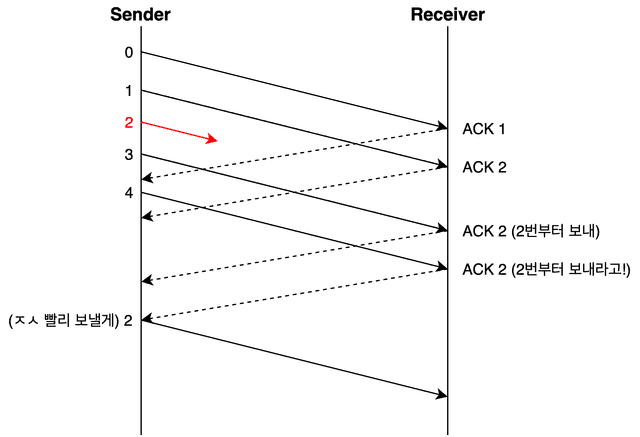 Sender
Receiver
0
1
2
3
4
ACK 1
ACK 2
ACK 2 (2번부터 보내)
ACK 2 (2번부터 보내라고!)
(ㅈㅅ 빨리 보낼게) 2